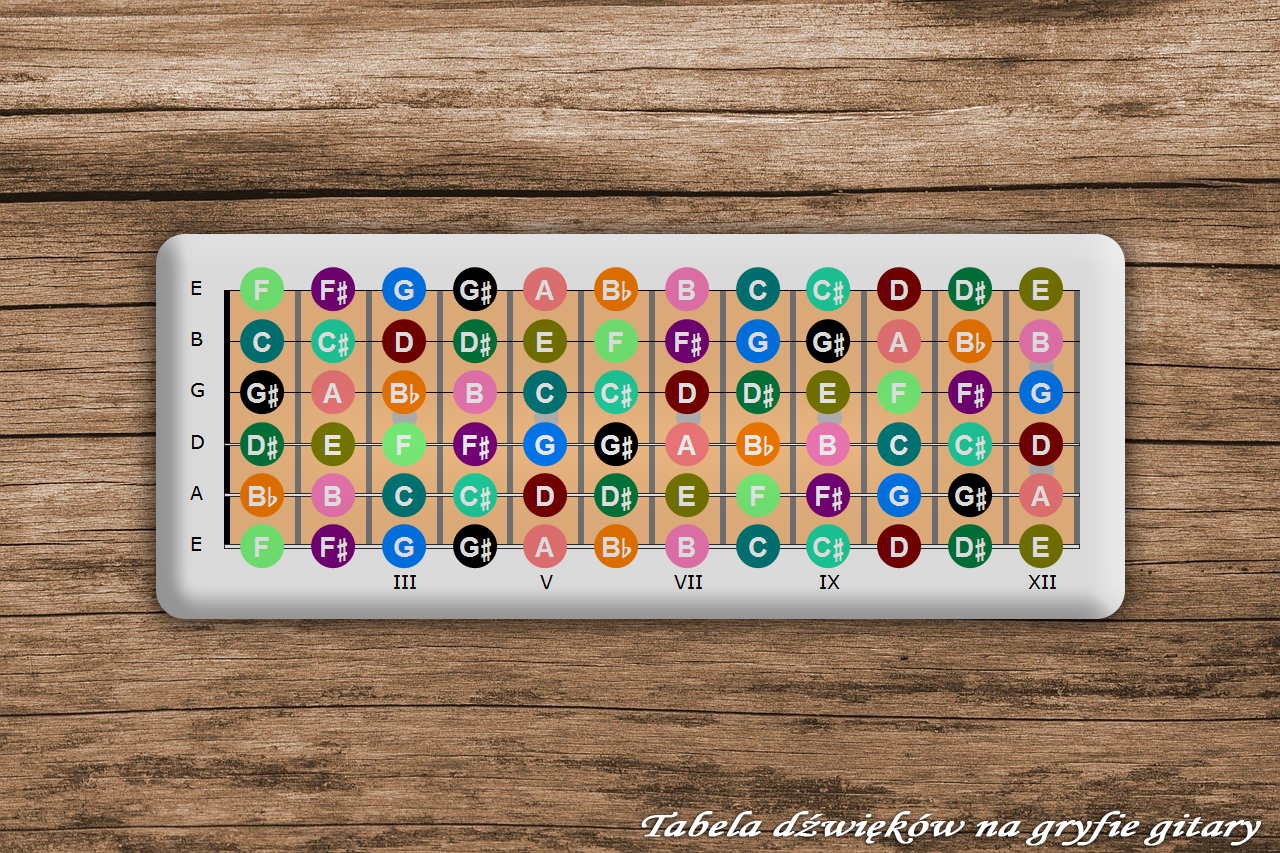 E F F♯ G G♯ A B♭ B C C♯ D D♯ E
B C C♯ D D♯ E F F♯ G G♯ A B♭ B
G G♯ A B♭ B C C♯ D D♯ E F F♯ G
D D♯ E F F♯ G G♯ A B♭ B C C♯ D
A B♭ B C C♯ D D♯ E F F♯ G G♯ A
E F F♯ G G♯ A B♭ B C C♯ D D♯ E
III V VII IX XII
Tabela dźwięków na gryfie gitary